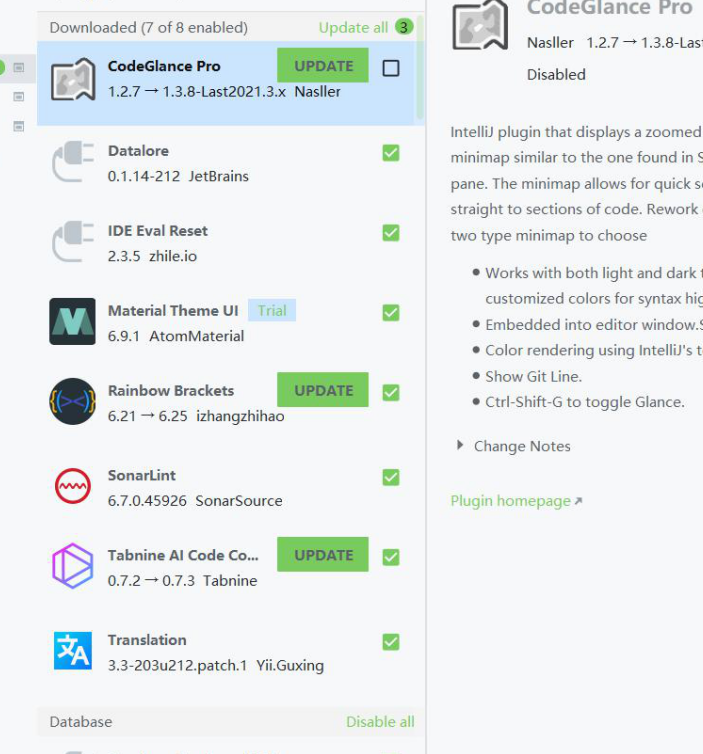 Downloaded (7 of 8 enabled)
Update all 3
CodeGlance Pro
UPDATE
1.2.7 → 1.3.8-Last2021.3.x Nasller
Datalore
0.1.14-212 JetBrains
IDE Eval Reset
2.3.5 zhile.io
Material Theme UI Trial
6.9.1 AtomMaterial
Rainbow Brackets
UPDATE
6.21 → 6.25 izhangzhihao
SonarLint
6.7.0.45926 SonarSource
Tabnine AI Code Co...
UPDATE
0.7.2 → 0.7.3 Tabnine
Translation
3.3-203u212.patch.1 Yii.Guxing
Database
Disable all
CodeGlance Pro
Nasller 1.2.7 → 1.3.8-Last
Disabled
IntelliJ plugin that displays a zoomed
minimap similar to the one found in S
pane. The minimap allows for quick s
straight to sections of code. Rework
two type minimap to choose
• Works with both light and dark
customized colors for syntax hig
• Embedded into editor window.S
• Color rendering using IntelliJ's
• Show Git Line.
• Ctrl-Shift-G to toggle Glance.
Change Notes
Plugin homepage